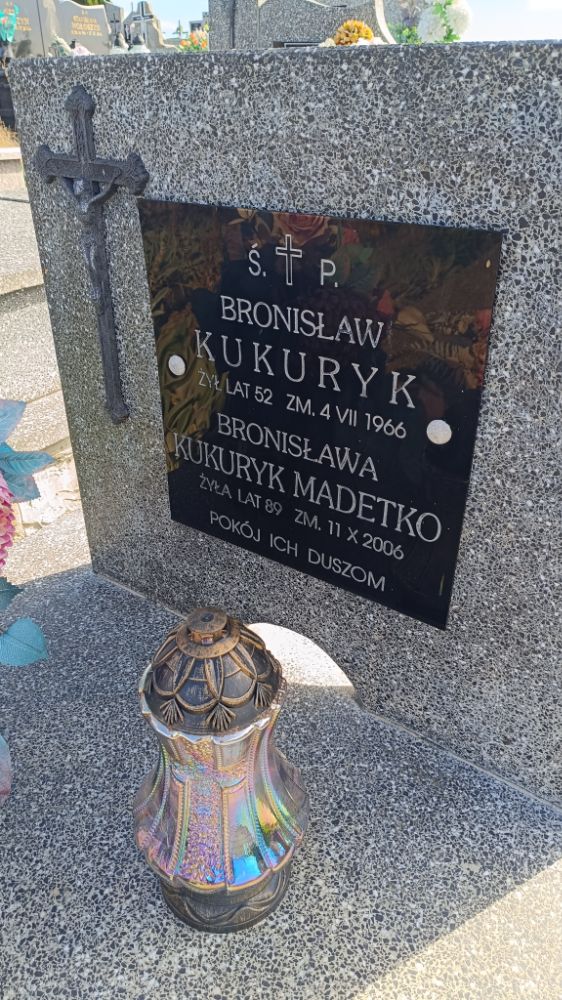 Ś. P.
BRONISŁAW
KUKURYK
ŻYŁ LAT 52 ZM. 4 VII 1966
BRONISŁAWA
KUKURYK MADETKO
ŻYŁA LAT 89 ZM. 11 X 2006
POKÓJ ICH DUSZOM